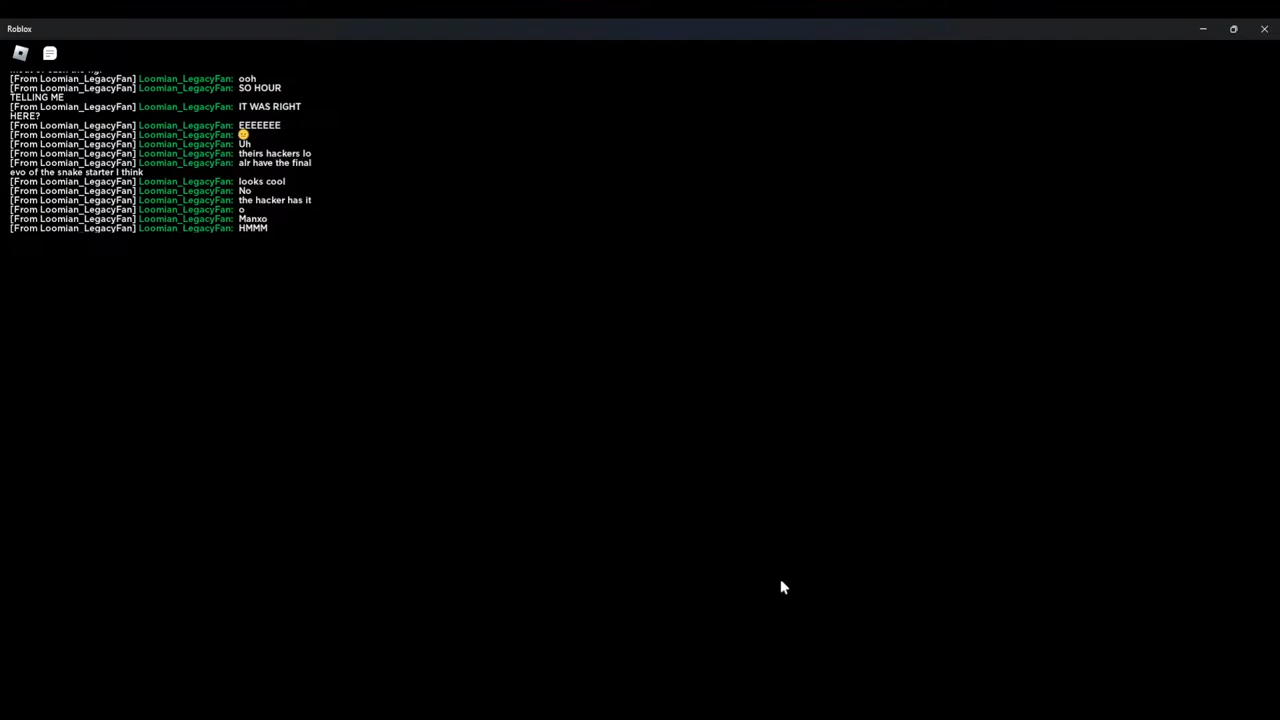 Roblox
[From Loomian_LegacyFan] Loomian_LegacyFan: ooh
[From Loomian_LegacyFan] Loomian_LegacyFan: SO HOUR
TELLING ME
[From Loomian_LegacyFan] Loomian_LegacyFan: IT WAS RIGHT
HERE?
[From Loomian_LegacyFan] Loomian_LegacyFan: EEEEEEE
[From Loomian_LegacyFan] Loomian_LegacyFan: 😐
[From Loomian_LegacyFan] Loomian_LegacyFan: Uh
[From Loomian_LegacyFan] Loomian_LegacyFan: theirs hackers lo
[From Loomian_LegacyFan] Loomian_LegacyFan: alr have the final
evo of the snake starter I think
[From Loomian_LegacyFan] Loomian_LegacyFan: looks cool
[From Loomian_LegacyFan] Loomian_LegacyFan: No
[From Loomian_LegacyFan] Loomian_LegacyFan: the hacker has it
[From Loomian_LegacyFan] Loomian_LegacyFan: o
[From Loomian_LegacyFan] Loomian_LegacyFan: Manxo
[From Loomian_LegacyFan] Loomian_LegacyFan: HMMM